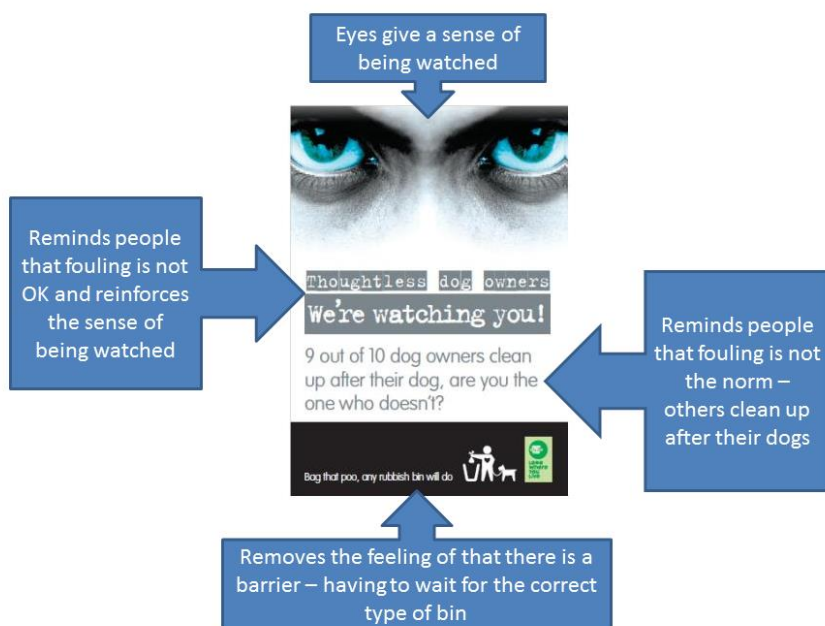 Eyes give a sense of
being watched
Reminds people
that fouling is not
OK and reinforces
the sense of
being watched
Thoughtless dog owners
We're watching you!
9 out of 10 dog owners clean
up after their dog, are you the
one who doesn't?
Reminds people
that fouling is not
the norm –
others clean up
after their dogs
Bag that poo, any rubbish bin will do
LOVE
WHERE
YOU
LIVE
Removes the feeling of that there is a
barrier – having to wait for the correct
type of bin